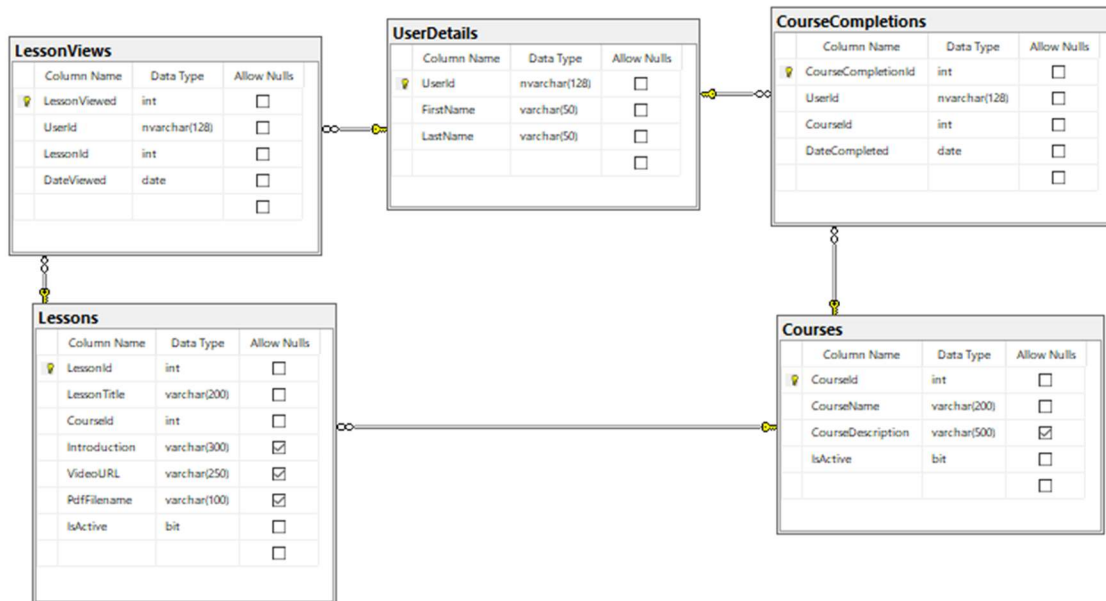 LessonViews
Column Name Data Type Allow Nulls
LessonViewed int
UserId nvarchar(128)
LessonId int
DateViewed date
UserDetails
Column Name Data Type Allow Nulls
UserId nvarchar(128)
FirstName varchar(50)
LastName varchar(50)
CourseCompletions
Column Name Data Type Allow Nulls
CourseCompletionId int
UserId nvarchar(128)
CourseId int
DateCompleted date
Lessons
Column Name Data Type Allow Nulls
LessonId int
LessonTitle varchar(200)
CourseId int
Introduction varchar(300)
VideoURL varchar(250)
PdfFilename varchar(100)
IsActive bit
Courses
Column Name Data Type Allow Nulls
CourseId int
CourseName varchar(200)
CourseDescription varchar(500)
IsActive bit